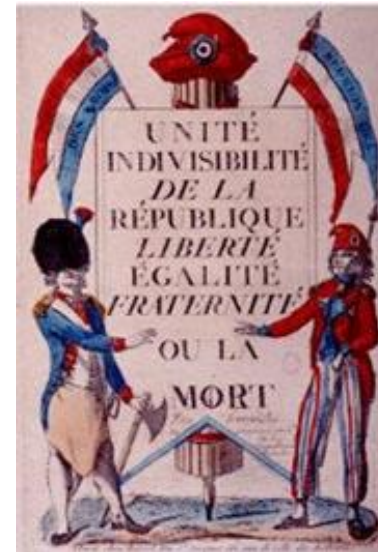 UNITÉ
INDIVISIBILITÉ
DE LA
RÉPUBLIQUE
LIBERTÉ
ÉGALITÉ
FRATERNITÉ
OU LA
MORT